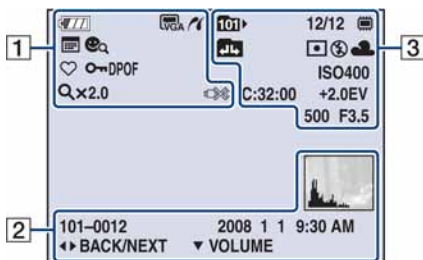 1
VGA
101
12/12
3
DPOF
ISO400
×2.0
C:32:00 +2.0EV
500 F3.5
2
101-0012 2008 1 1 9:30 AM
BACK/NEXT VOLUME